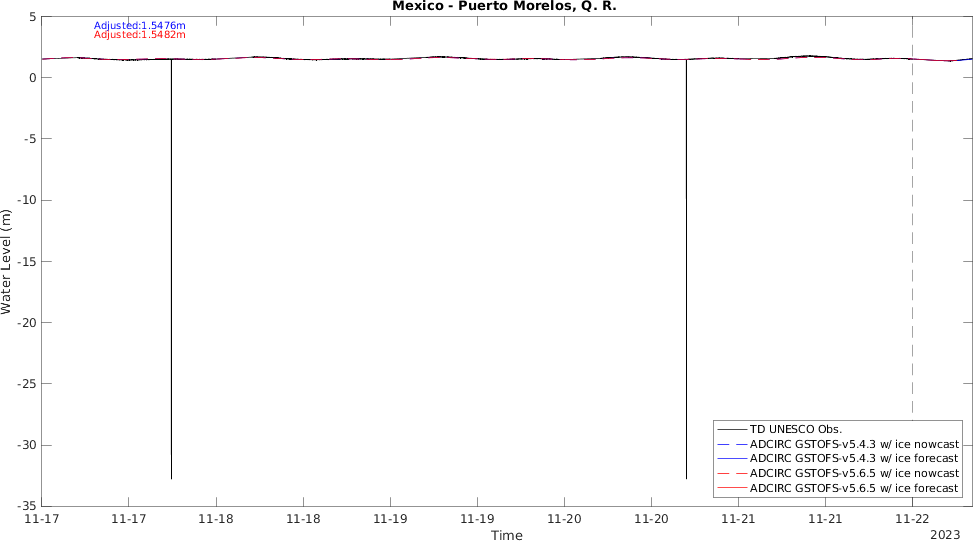 Mexico - Puerto Morelos, Q. R.
Adjusted:1.5476m
Adjusted:1.5482m
5
0
-5
-10
-15
-20
-25
-30
-35
Water Level (m)
TD UNESCO Obs.
ADCIRC GSTOFS-v5.4.3 w/ ice nowcast
ADCIRC GSTOFS-v5.4.3 w/ ice forecast
ADCIRC GSTOFS-v5.6.5 w/ ice nowcast
ADCIRC GSTOFS-v5.6.5 w/ ice forecast
11-17 11-17 11-18 11-18 11-19 11-19 11-20 11-20 11-21 11-21 11-22
Time
2023